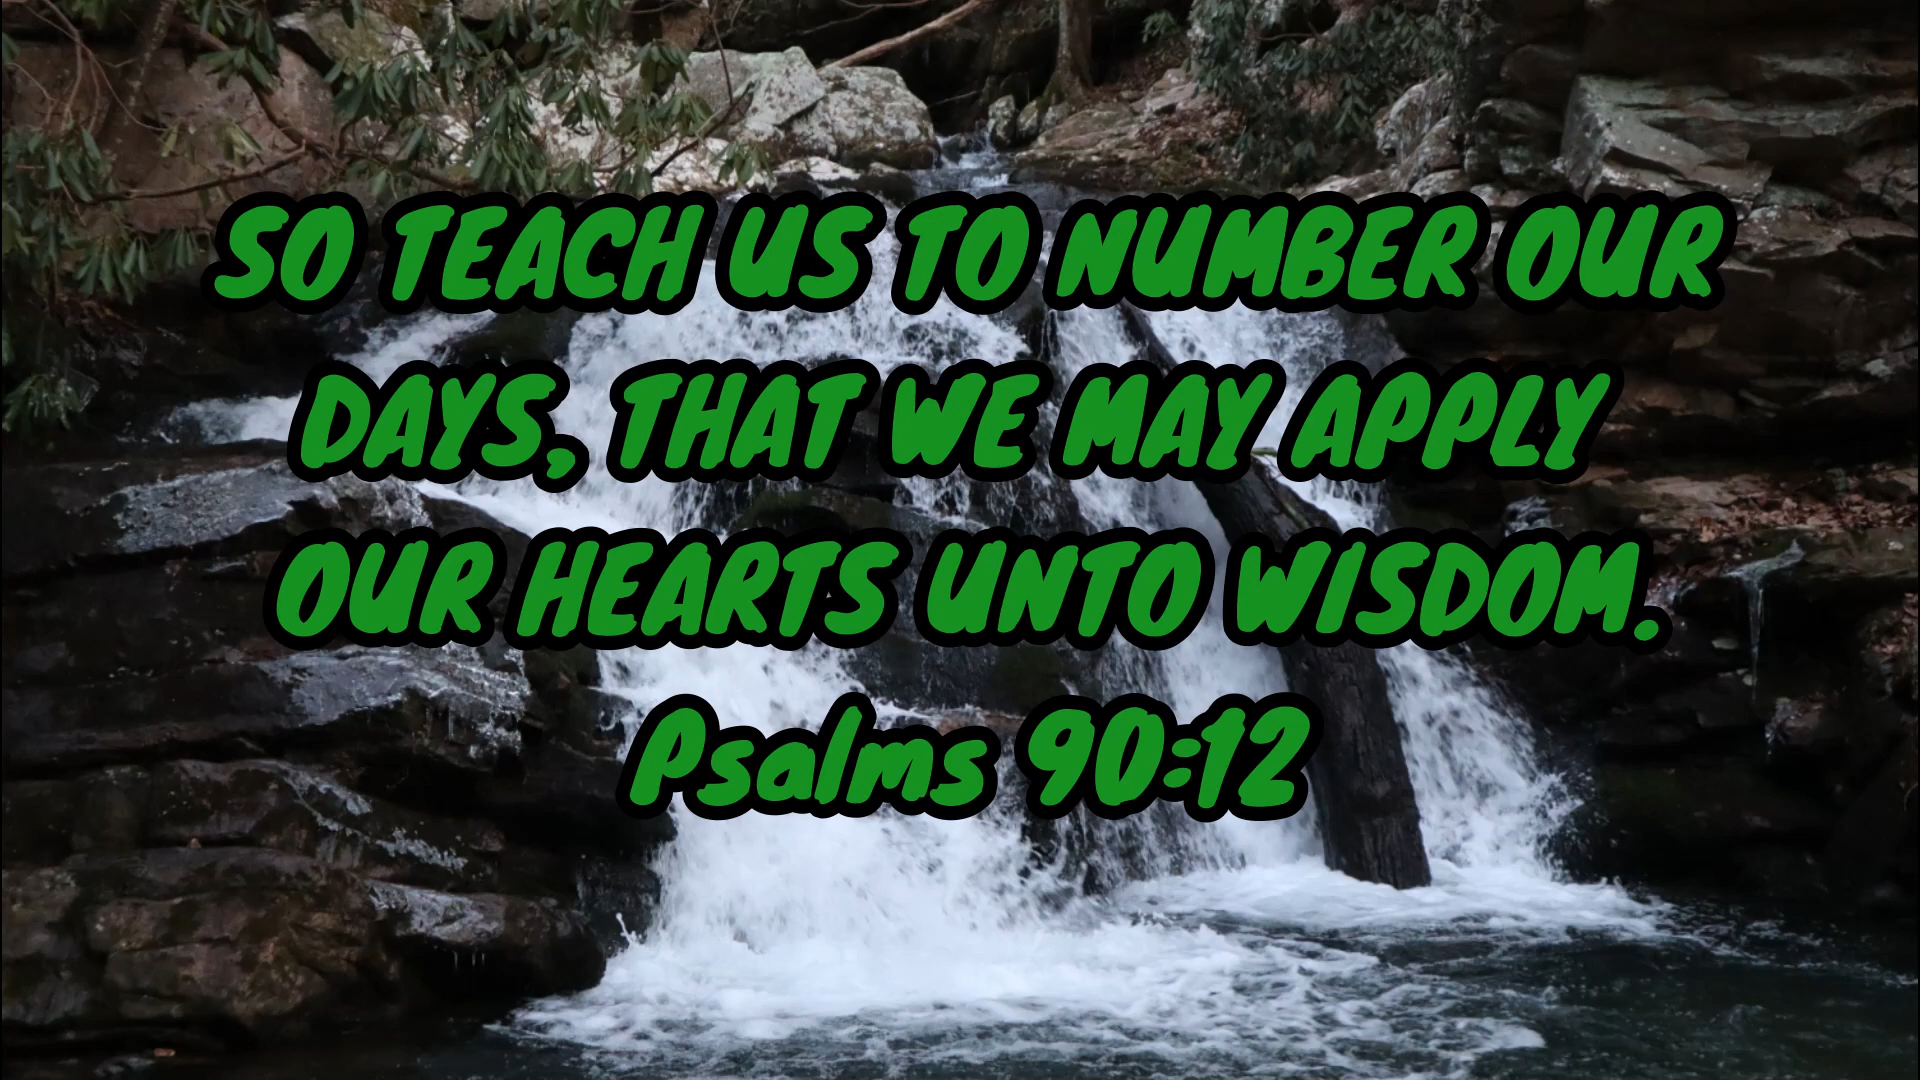 SO TEACH US TO NUMBER OUR
DAYS, THAT WE MAY APPLY
OUR HEARTS UNTO WISDOM.
Psalms 90:12